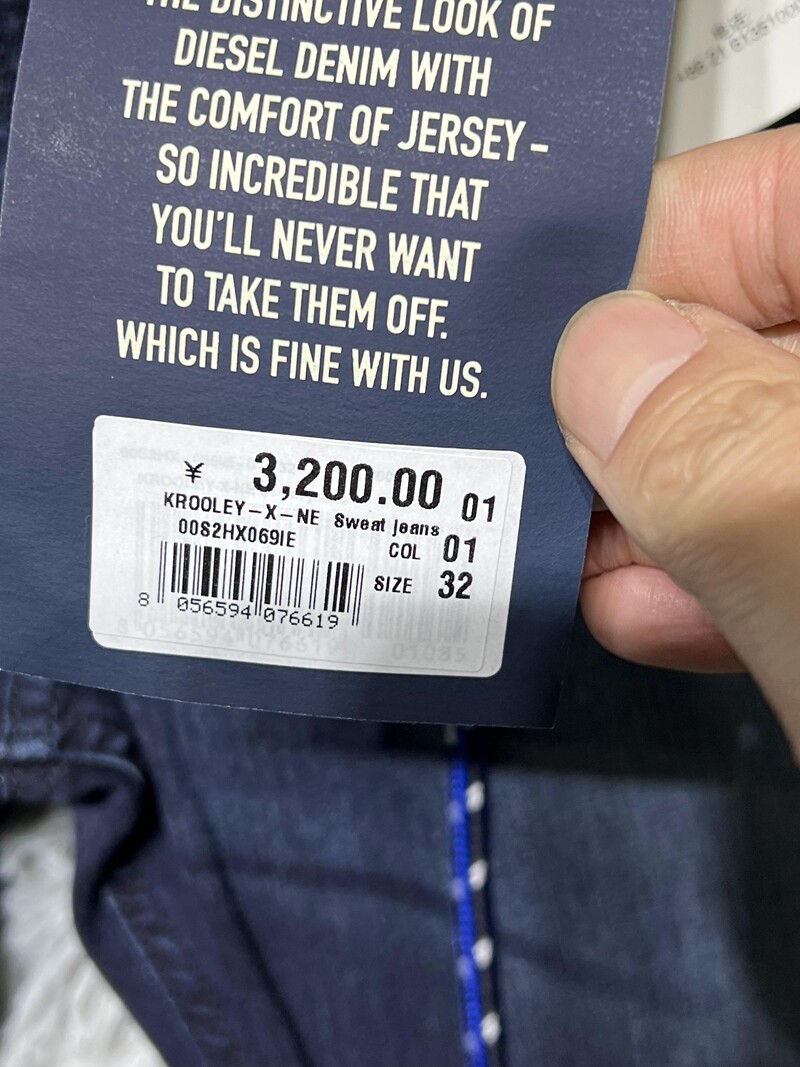 THE DISTINCTIVE LOOK OF
DIESEL DENIM WITH
THE COMFORT OF JERSEY -
SO INCREDIBLE THAT
YOU'LL NEVER WANT
TO TAKE THEM OFF.
WHICH IS FINE WITH US.
¥ 3,200.00 01
KROOLEY-X-NE Sweat jeans
00S2HX069IE COL 01
SIZE 32
8 056594 076619